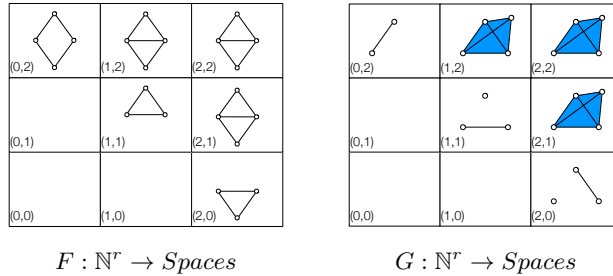 (0,2) (1,2) (2,2) (0,2) (1,2) (2,2)
(0,1) (1,1) (2,1) (0,1) (1,1) (2,1)
(0,0) (1,0) (2,0) (0,0) (1,0) (2,0)
F : ℕ^r → Spaces G : ℕ^r → Spaces